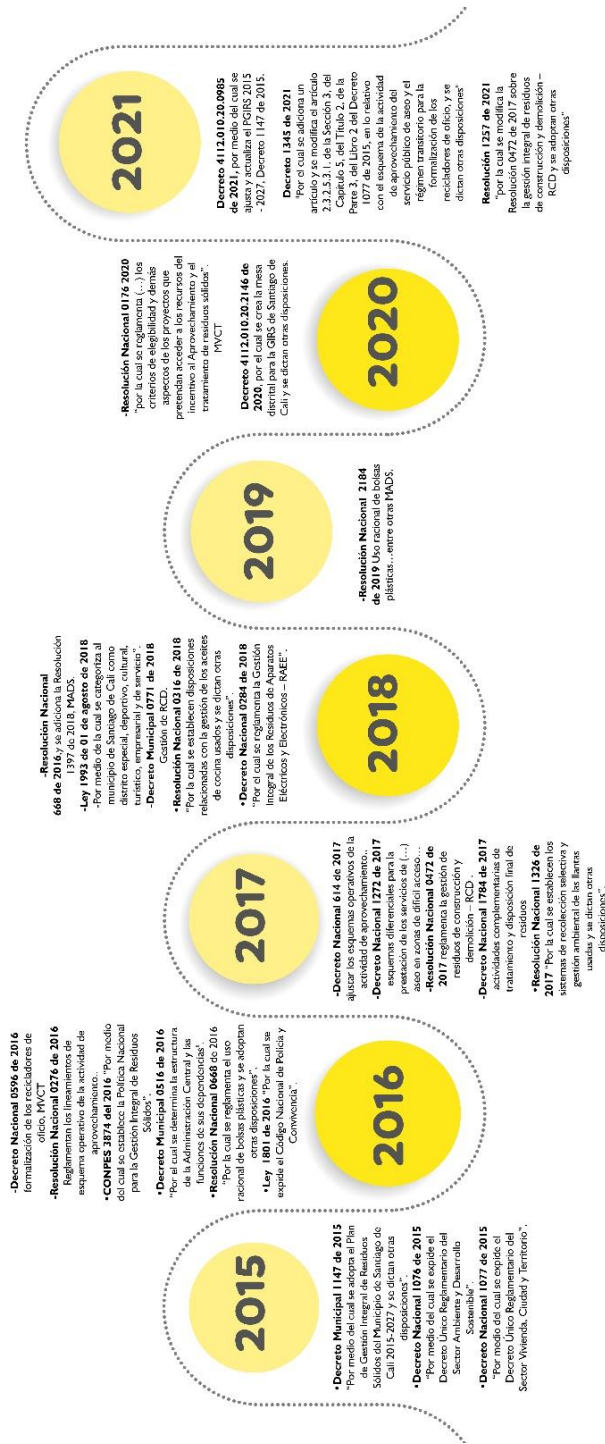 2015
•Decreto Municipal 1147 de 2015
"Por medio del cual se adopta el Plan
de Gestión Integral de Residuos
Sólidos del Municipio de Santiago de
Cali 2015-2027 y se dictan otras
disposiciones".
•Decreto Nacional 1076 de 2015
"Por medio del cual se expide el
Decreto Único Reglamentario del
Sector Ambiente y Desarrollo
Sostenible".
•Decreto Nacional 1077 de 2015
"Por medio del cual se expide el
Decreto Único Reglamentario del
Sector Vivienda, Ciudad y Territorio".
-Decreto Nacional 0596 de 2016
formalización de los recicladores de
oficio, MVCT
-Resolución Nacional 0276 de 2016
Reglamentan los lineamientos de
esquema operativo de la actividad de
aprovechamiento..
•CONPES 3874 del 2016 "Por medio
del cual se establece la Política Nacional
para la Gestión Integral de Residuos
Sólidos".
•Decreto Municipal 0516 de 2016
"Por el cual se determina la estructura
de la Administración Central y las
funciones de sus dependencias".
•Resolución Nacional 0668 de 2016
"Por la cual se reglamenta el uso
racional de bolsas plásticas y se adoptan
otras disposiciones".
•Ley 1801 de 2016 "Por la cual se
expide el Código Nacional de Policía y
Convivencia".
2016
2017
-Decreto Nacional 614 de 2017
ajustar los esquemas operativos de la
actividad de aprovechamiento..
-Decreto Nacional 1272 de 2017
esquemas diferenciales para la
prestación de los servicios de (…)
aseo en zonas de difícil acceso…
-Resolución Nacional 0472 de
2017 reglamenta la gestión de
residuos de construcción y
demolición – RCD .
-Decreto Nacional 1784 de 2017
actividades complementarias de
tratamiento y disposición final de
residuos
•Resolución Nacional 1326 de
2017 "Por la cual se establecen los
sistemas de recolección selectiva y
gestión ambiental de las llantas
usadas y se dictan otras
disposiciones".
-Resolución Nacional
668 de 2016,y se adiciona la Resolución
1397 de 2018, MADS.
-Ley 1993 de 01 de agosto de 2018
-Por medio de la cual se categoriza al
municipio de Santiago de Cali como
distrito especial, deportivo, cultural,
turístico, empresarial y de servicio".
-Decreto Municipal 0771 de 2018
Gestión de RCD.
•Resolución Nacional 0316 de 2018
"Por la cual se establecen disposiciones
relacionadas con la gestión de los aceites
de cocina usados y se dictan otras
disposiciones".
•Decreto Nacional 0284 de 2018
"Por el cual se reglamenta la Gestión
Integral de los Residuos de Aparatos
Eléctricos y Electrónicos – RAEE".
2018
2019
-Resolución Nacional 2184
de 2019 Uso racional de bolsas
plásticas…entre otras MADS.
-Resolución Nacional 0176 2020
"por la cual se reglamenta (…) los
criterios de elegibilidad y demás
aspectos de los proyectos que
pretendan acceder a los recursos del
incentivo al Aprovechamiento y el
tratamiento de residuos sólidos".
MVCT
Decreto 4112.010.20.2146 de
2020, por el cual se crea la mesa
distrital para la GIRS de Santiago de
Cali y se dictan otras disposiciones.
2020
2021
Decreto 4112.010.20.0985
de 2021, por medio del cual se
ajusta y actualiza el PGIRS 2015
- 2027, Decreto 1147 de 2015.
Decreto 1345 de 2021
"Por el cual se adiciona un
artículo y se modifica el artículo
2.3.2.5.3.1. de la Sección 3, del
Capítulo 5, del Título 2, de la
Parte 3, del Libro 2 del Decreto
1077 de 2015, en lo relativo
con el esquema de la actividad
de aprovechamiento del
servicio público de aseo y el
régimen transitorio para la
formalización de los
recicladores de oficio, y se
dictan otras disposiciones"
Resolución 1257 de 2021
"por la cual se modifica la
Resolución 0472 de 2017 sobre
la gestión integral de residuos
de construcción y demolición –
RCD y se adoptan otras
disposiciones"